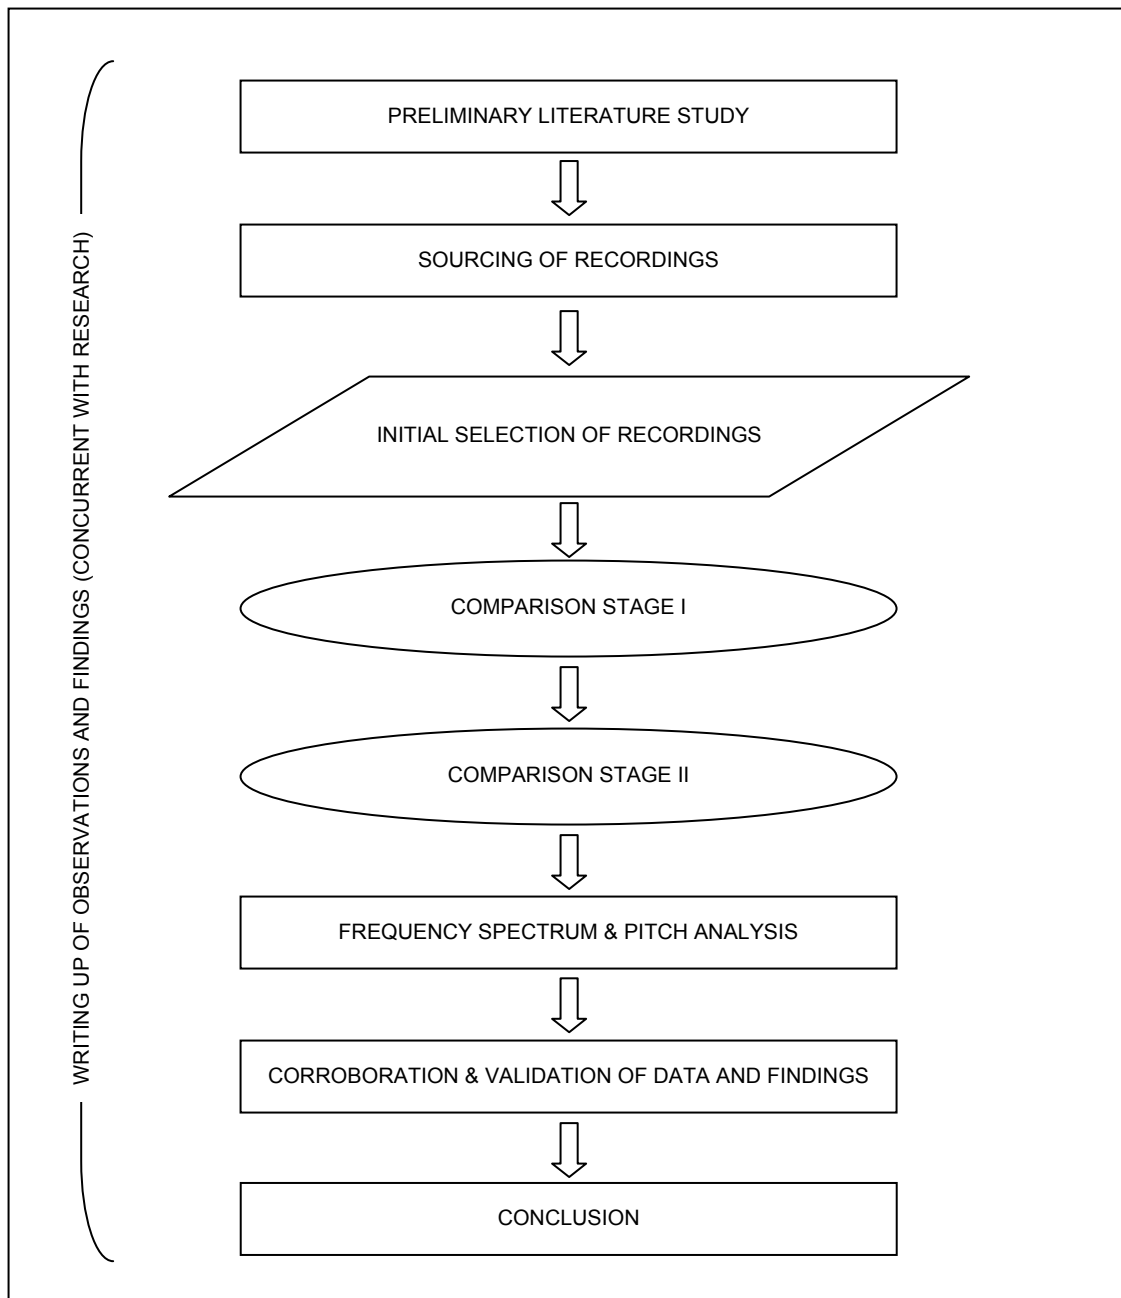 WRITING UP OF OBSERVATIONS AND FINDINGS (CONCURRENT WITH RESEARCH)
PRELIMINARY LITERATURE STUDY
SOURCING OF RECORDINGS
INITIAL SELECTION OF RECORDINGS
COMPARISON STAGE I
COMPARISON STAGE II
FREQUENCY SPECTRUM & PITCH ANALYSIS
CORROBORATION & VALIDATION OF DATA AND FINDINGS
CONCLUSION